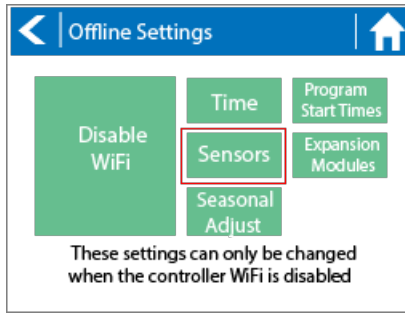 Offline Settings
Disable
WiFi
Time
Program
Start Times
Sensors
Expansion
Modules
Seasonal
Adjust
These settings can only be changed
when the controller WiFi is disabled